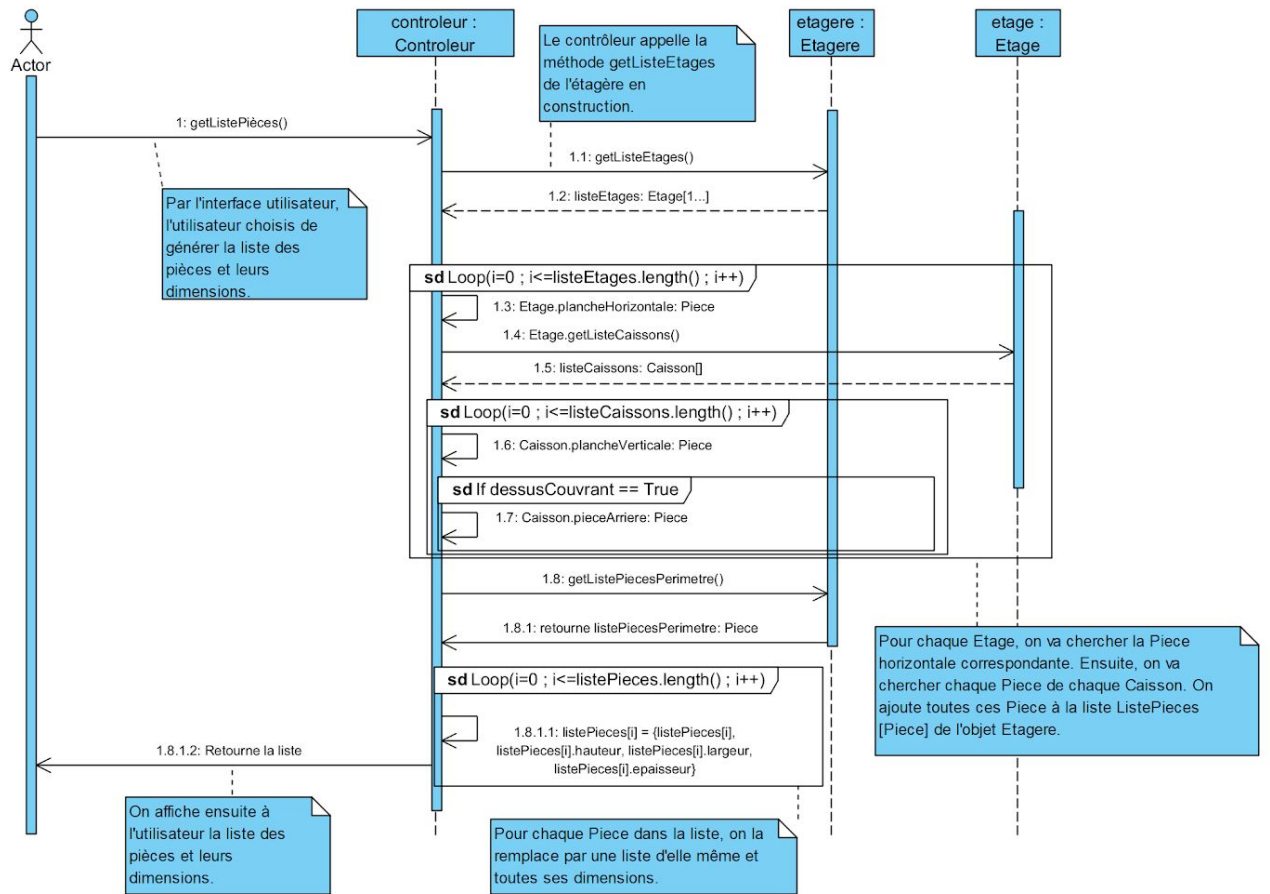 Actor
controleur :
Controleur
Le contrôleur appelle la
méthode getListeEtages
de l'étagère en
construction.
etagere :
Etagere
etage :
Etage
1: getListePièces()
Par l'interface utilisateur,
l'utilisateur choisis de
générer la liste des
pièces et leurs
dimensions.
1.1: getListeEtages()
1.2: listeEtages: Etage[1...]
sd Loop(i=0 ; i<=listeEtages.length() ; i++)
1.3: Etage.plancheHorizontale: Piece
1.4: Etage.getListeCaissons()
1.5: listeCaissons: Caisson[]
sd Loop(i=0 ; i<=listeCaissons.length() ; i++)
1.6: Caisson.plancheVerticale: Piece
sd If dessusCouvrant == True
1.7: Caisson.pieceArriere: Piece
1.8: getListePiecesPerimetre()
1.8.1: retourne listePiecesPerimetre: Piece
Pour chaque Etage, on va chercher la Piece
horizontale correspondante. Ensuite, on va
chercher chaque Piece de chaque Caisson. On
ajoute toutes ces Piece à la liste ListePieces
[Piece] de l'objet Etagere.
sd Loop(i=0 ; i<=listePieces.length() ; i++)
1.8.1.1: listePieces[i] = {listePieces[i],
listePieces[i].hauteur, listePieces[i].largeur,
listePieces[i].epaisseur}
1.8.1.2: Retourne la liste
On affiche ensuite à
l'utilisateur la liste des
pièces et leurs
dimensions.
Pour chaque Piece dans la liste, on la
remplace par une liste d'elle même et
toutes ses dimensions.